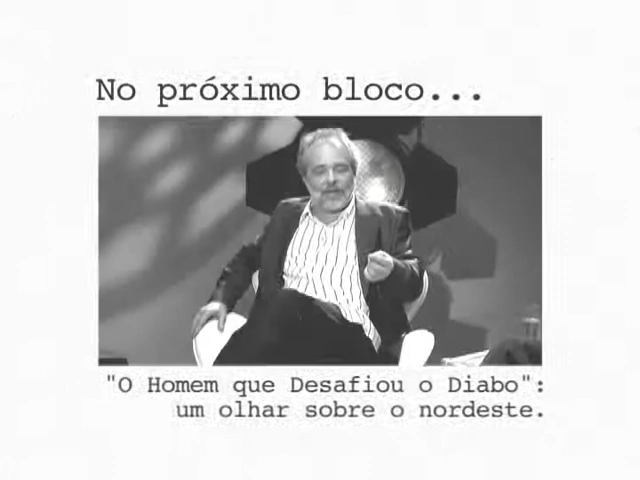 No próximo bloco...
"O Homem que Desafiou o Diabo":
um olhar sobre o nordeste.